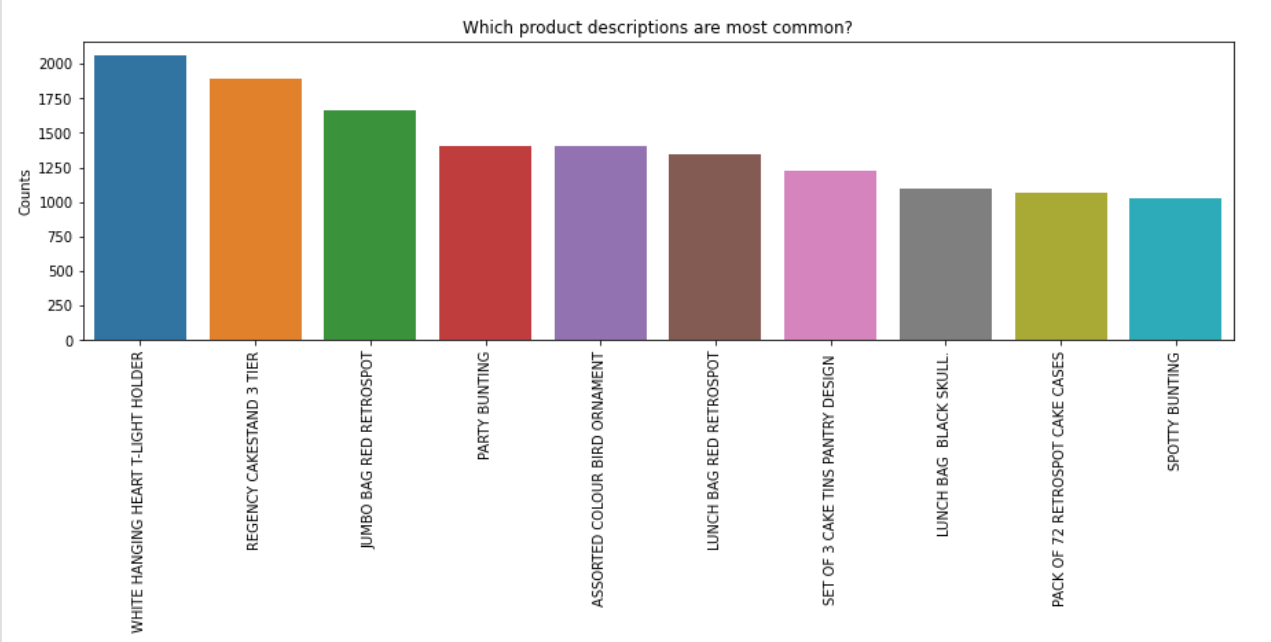 Which product descriptions are most common?
2000
1750
1500
1250
1000
750
500
250
0
Counts
WHITE HANGING HEART T-LIGHT HOLDER
REGENCY CAKESTAND 3 TIER
JUMBO BAG RED RETROSPOT
PARTY BUNTING
ASSORTED COLOUR BIRD ORNAMENT
LUNCH BAG RED RETROSPOT
SET OF 3 CAKE TINS PANTRY DESIGN
LUNCH BAG  BLACK SKULL.
PACK OF 72 RETROSPOT CAKE CASES
SPOTTY BUNTING